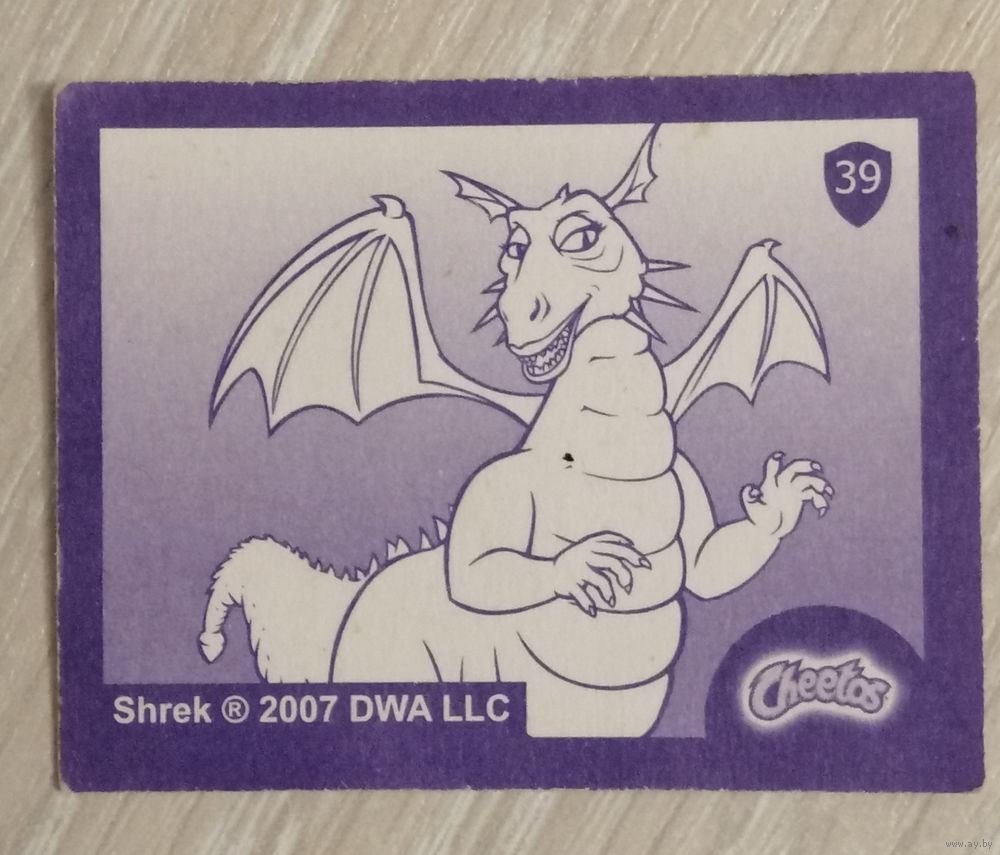 39
Shrek ® 2007 DWA LLC
Cheetos
www.ay.by